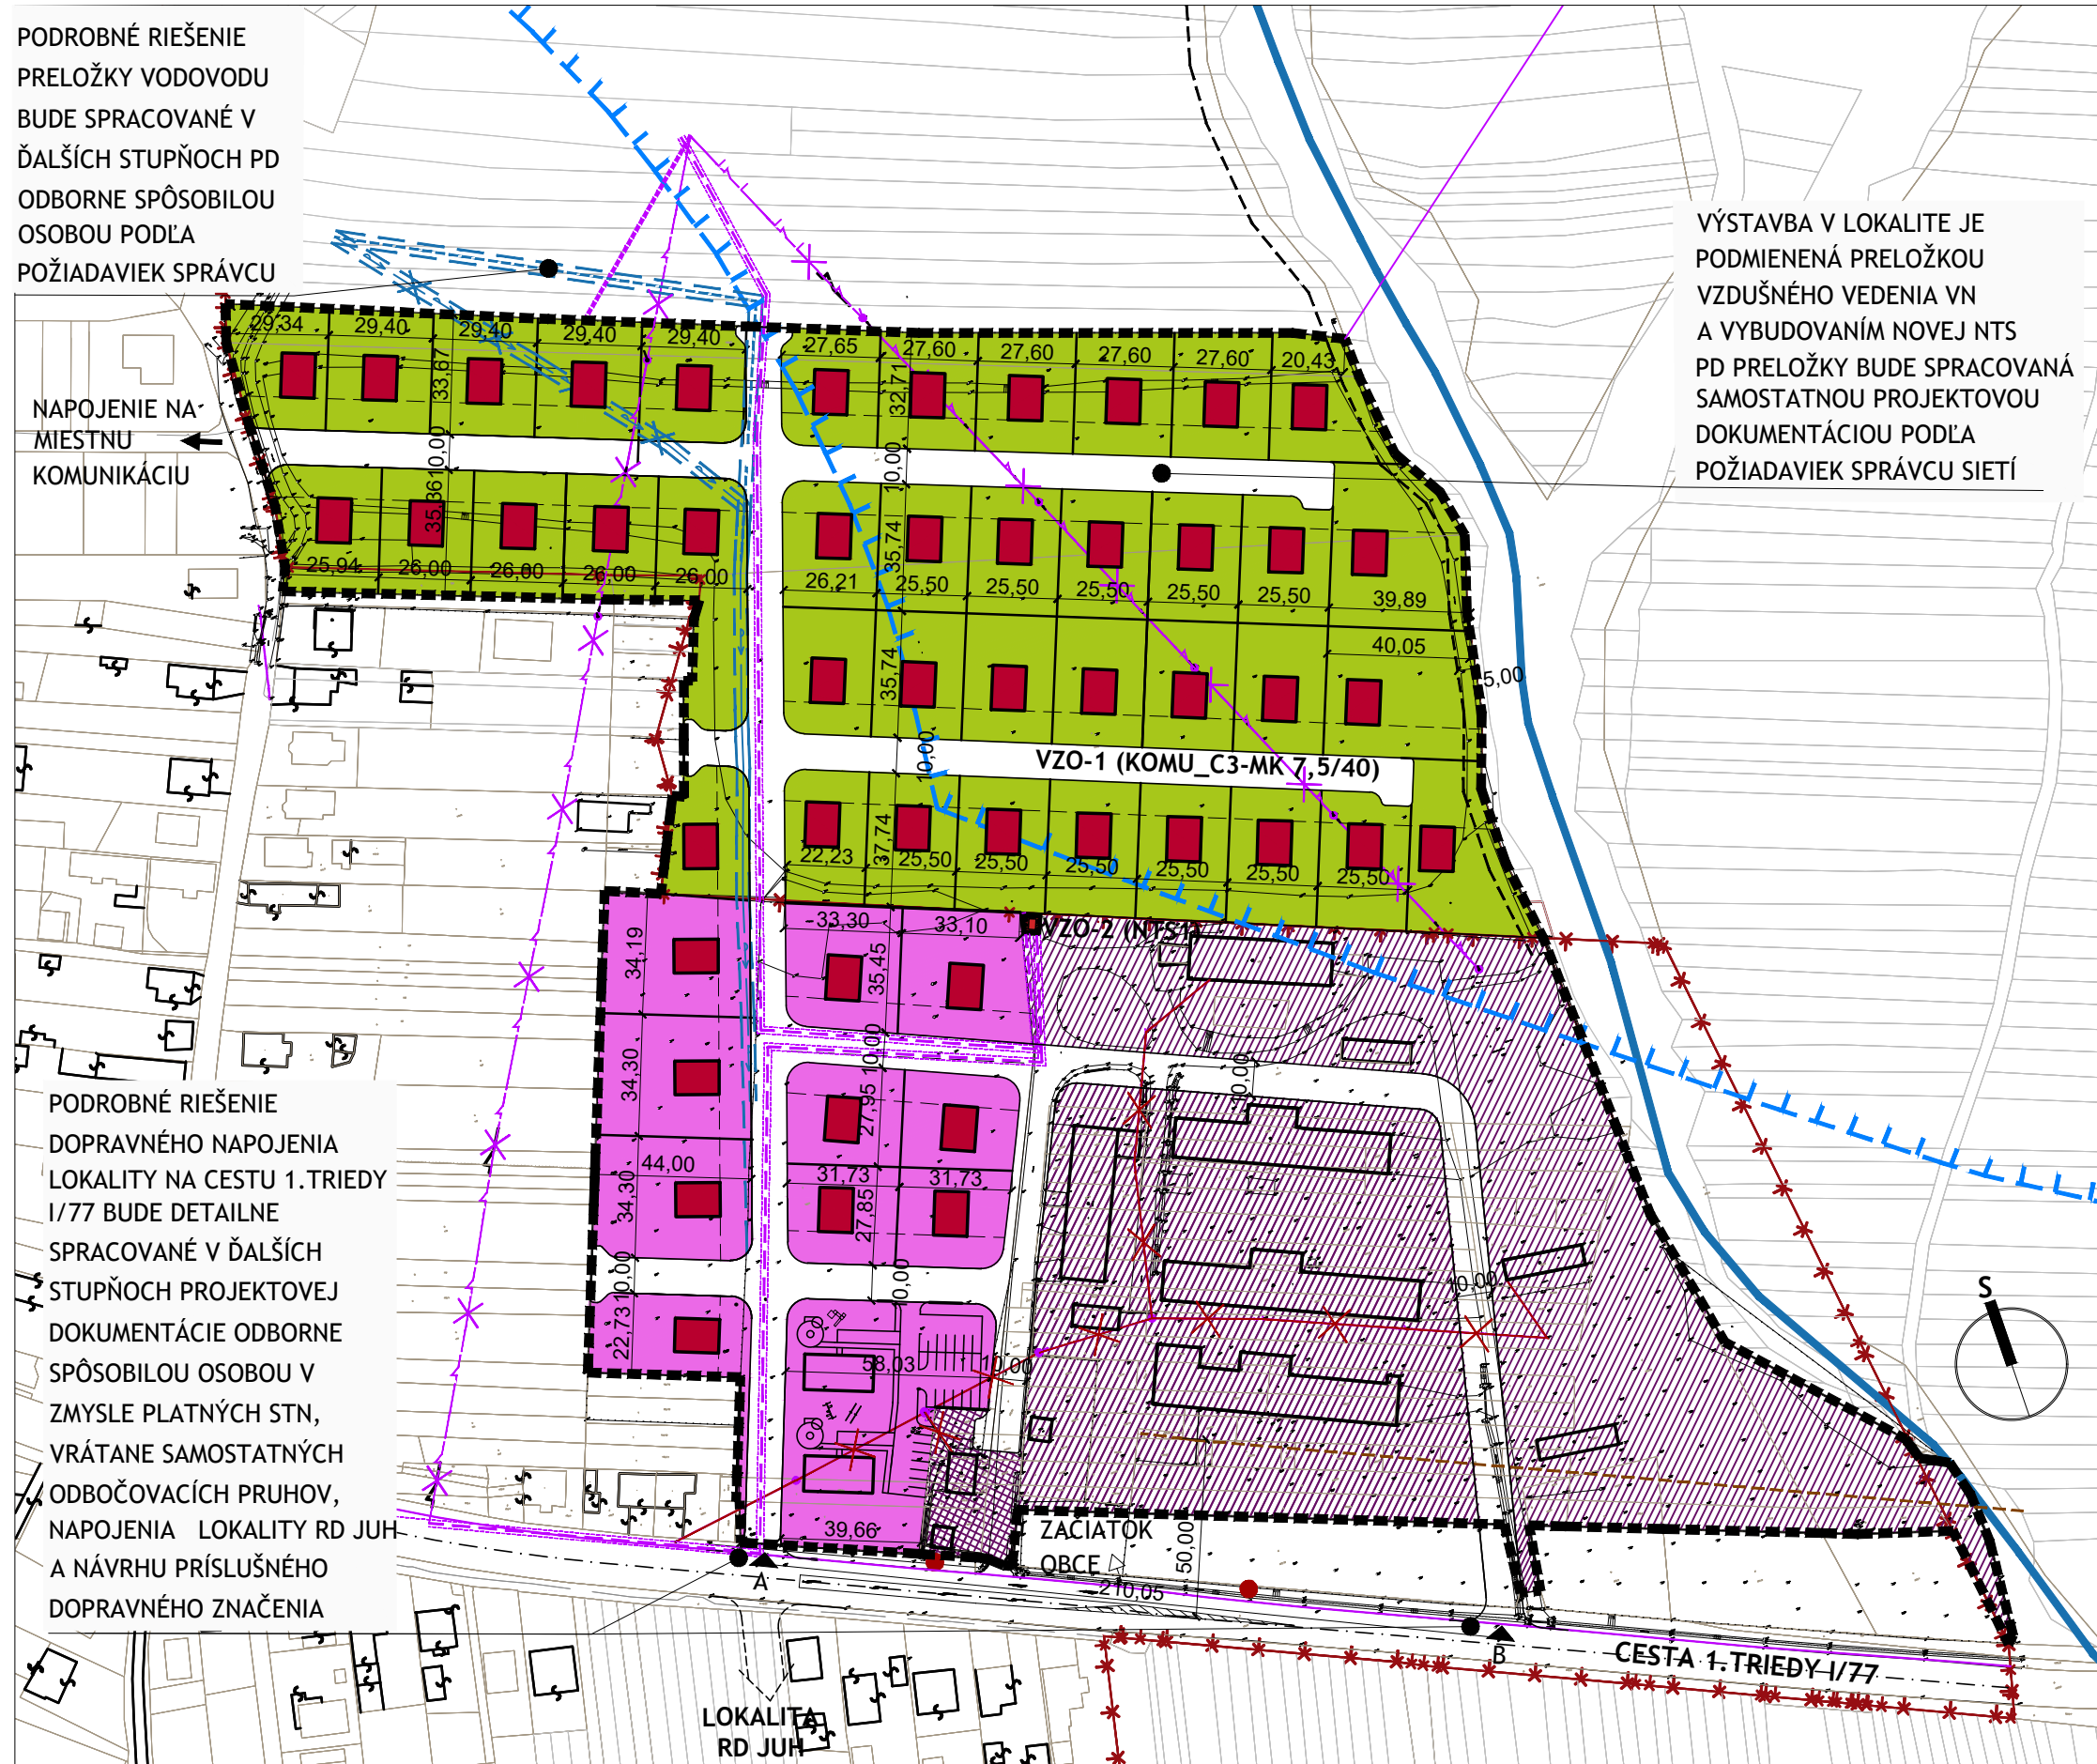 PODROBNÉ RIEŠENIE
PRELOŽKY VODOVODU
BUDE SPRACOVANÉ V
ĎALŠÍCH STUPŇOCH PD
ODBORNE SPÔSOBILOU
OSOBOU PODĽA
POŽIADAVIEK SPRÁVCU
VÝSTAVBA V LOKALITE JE
PODMIENENÁ PRELOŽKOU
VZDUŠNÉHO VEDENIA VN
A VYBUDOVANÍM NOVEJ NTS
PD PRELOŽKY BUDE SPRACOVANÁ
SAMOSTATNOU PROJEKTOVOU
DOKUMENTÁCIOU PODĽA
POŽIADAVIEK SPRÁVCU SIETÍ
NAPOJENIE NA
MIESTNU
KOMUNIKÁCIU
29,34 29,40 29,40 29,40 29,40
27,65 27,60 27,60 27,60 27,60 20,43
33,67
32,71
10,00
10,00
35,36
35,74
25,94 26,00 26,00 26,00 26,00
26,21 25,50 25,50 25,50 25,50 25,50 39,89
40,05
35,74
5,00
10,00
VZO-1 (KOMU_C3-MK 7,5/40)
37,74
22,23 25,50 25,50 25,50 25,50 25,50 25,50
33,30 33,10
VZO-2 (NTS1)
34,19
35,45
10,00
34,30
27,95
10,00
44,00
31,73 31,73
34,30
27,85
10,00
10,00
10,00
22,73
58,03
10,00
39,66
ZAČIATOK
OBCE
50,00
210,05
A
B
S
CESTA 1.TRIEDY I/77
LOKALITA
RD JUH
PODROBNÉ RIEŠENIE
DOPRAVNÉHO NAPOJENIA
LOKALITY NA CESTU 1.TRIEDY
I/77 BUDE DETAILNE
SPRACOVANÉ V ĎALŠÍCH
STUPŇOCH PROJEKTOVEJ
DOKUMENTÁCIE ODBORNE
SPÔSOBILOU OSOBOU V
ZMYSLE PLATNÝCH STN,
VRÁTANE SAMOSTATNÝCH
ODBOČOVACÍCH PRUHOV,
NAPOJENIA LOKALITY RD JUH
A NÁVRHU PRÍSLUŠNÉHO
DOPRAVNÉHO ZNAČENIA